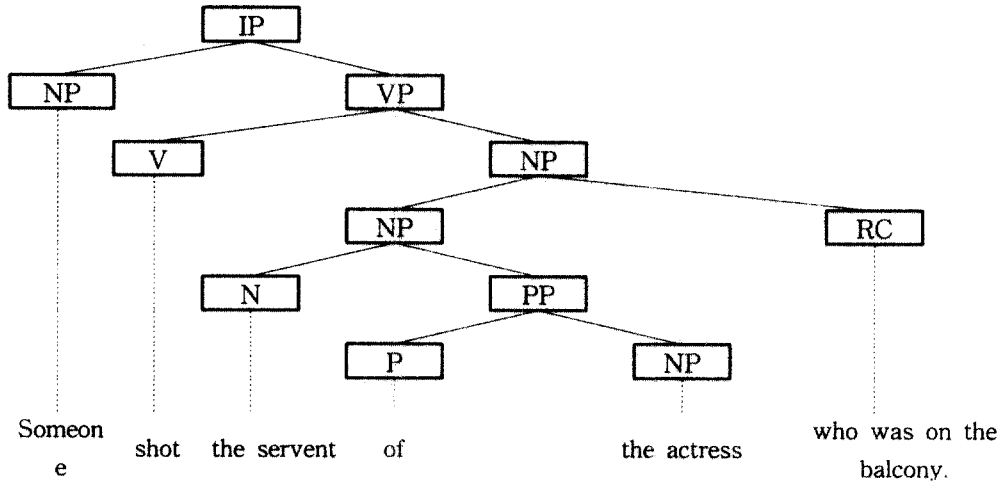 IP
NP VP
V NP
NP RC
N PP
P NP
Someon
e
shot the servent of the actress
who was on the
balcony.